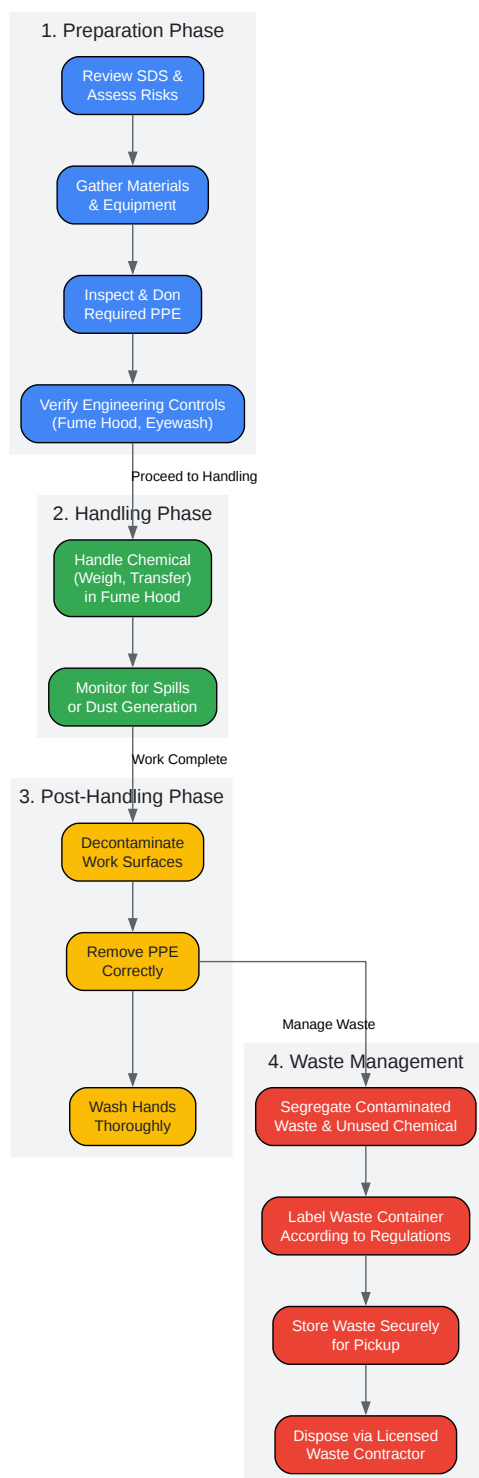 1. Preparation Phase
Review SDS &
Assess Risks
Gather Materials
& Equipment
Inspect & Don
Required PPE
Verify Engineering Controls
(Fume Hood, Eyewash)
Proceed to Handling
2. Handling Phase
Handle Chemical
(Weigh, Transfer)
in Fume Hood
Monitor for Spills
or Dust Generation
Work Complete
3. Post-Handling Phase
Decontaminate
Work Surfaces
Remove PPE
Correctly
Wash Hands
Thoroughly
Manage Waste
4. Waste Management
Segregate Contaminated
Waste & Unused Chemical
Label Waste Container
According to Regulations
Store Waste Securely
for Pickup
Dispose via Licensed
Waste Contractor